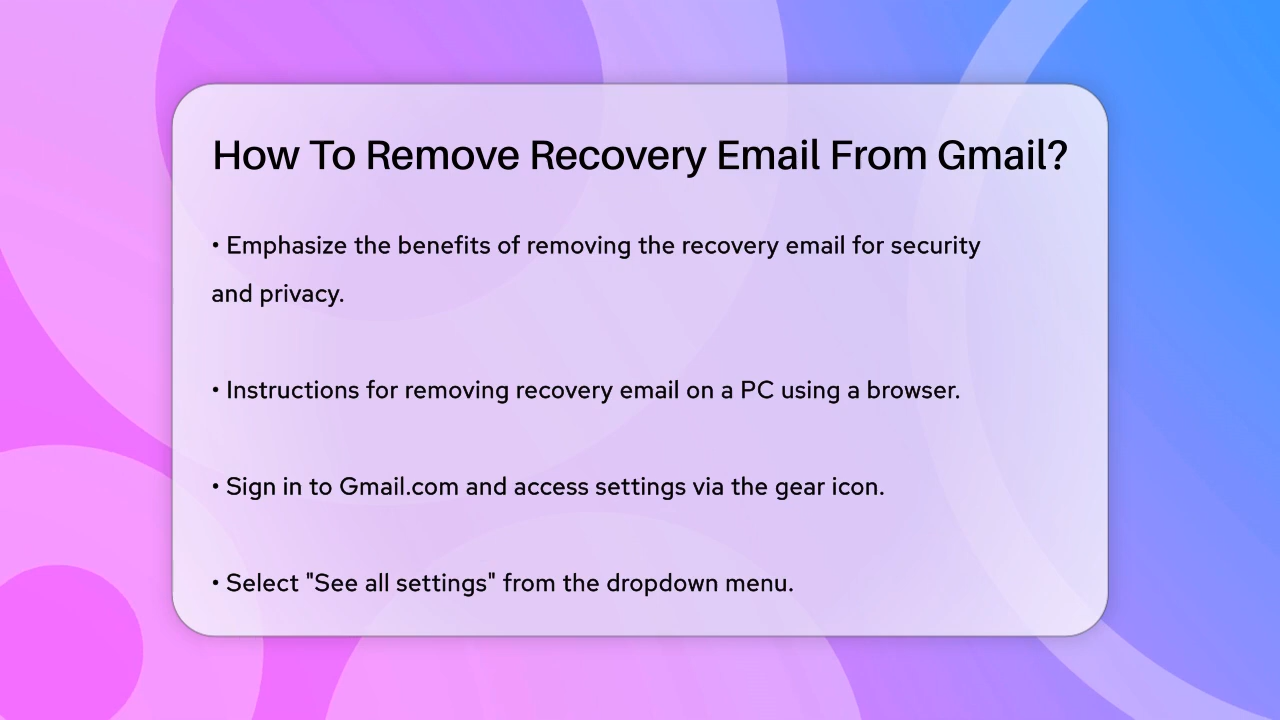 How To Remove Recovery Email From Gmail?
• Emphasize the benefits of removing the recovery email for security
and privacy.
• Instructions for removing recovery email on a PC using a browser.
• Sign in to Gmail.com and access settings via the gear icon.
• Select "See all settings" from the dropdown menu.